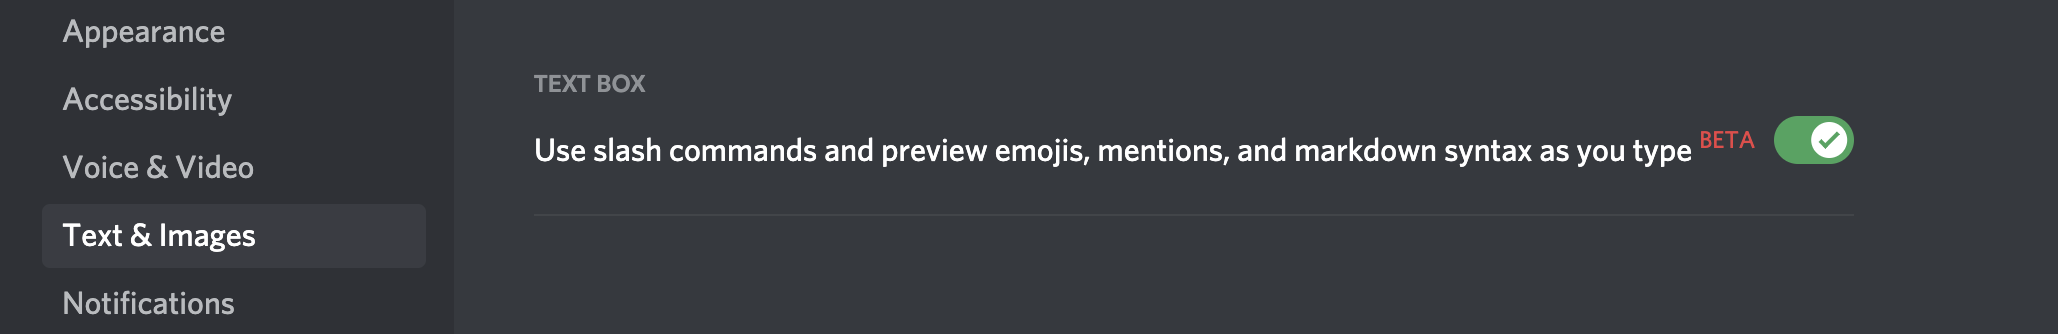 Appearance
Accessibility
Voice & Video
Text & Images
Notifications
TEXT BOX
Use slash commands and preview emojis, mentions, and markdown syntax as you type BETA